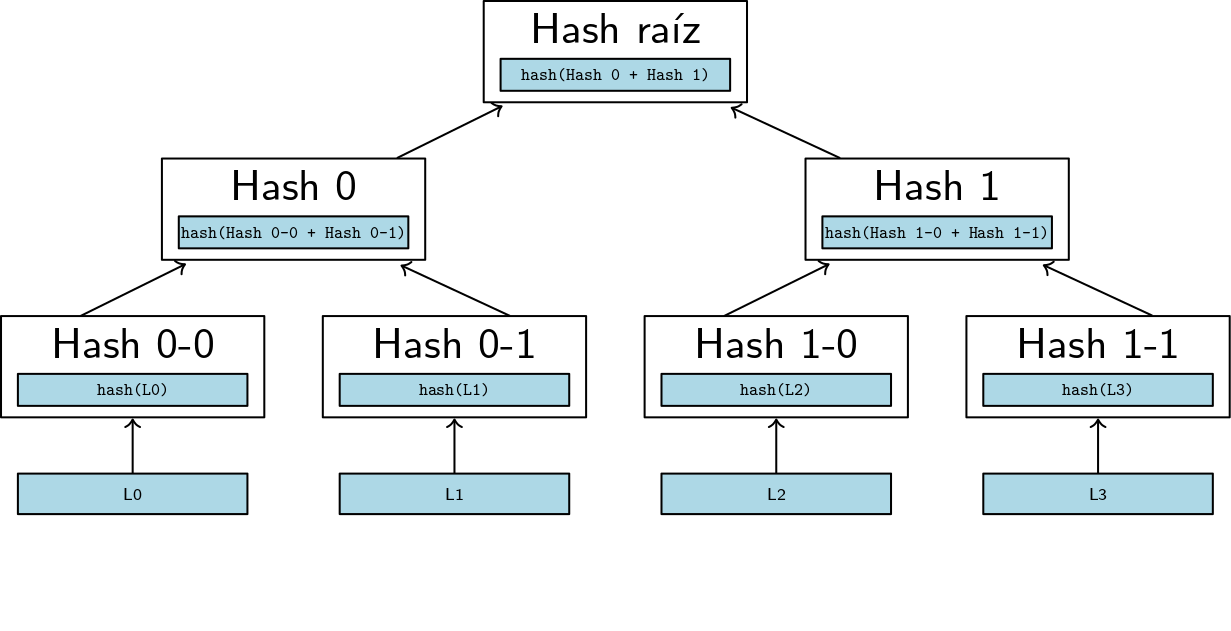 Hash raíz
hash(Hash 0 + Hash 1)
Hash 0
hash(Hash 0-0 + Hash 0-1)
Hash 1
hash(Hash 1-0 + Hash 1-1)
Hash 0-0
hash(L0)
Hash 0-1
hash(L1)
Hash 1-0
hash(L2)
Hash 1-1
hash(L3)
L0
L1
L2
L3